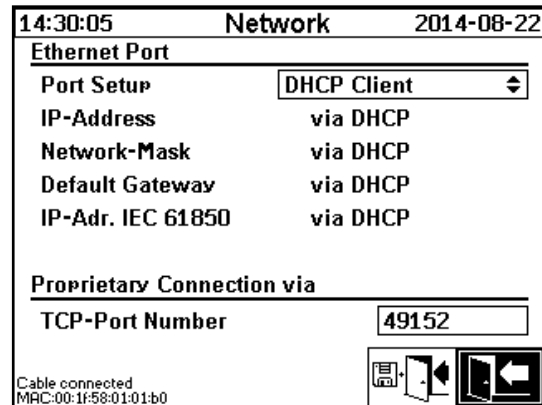 14:30:05 Network 2014-08-22
Ethernet Port
Port Setup DHCP Client
IP-Address via DHCP
Network-Mask via DHCP
Default Gateway via DHCP
IP-Adr. IEC 61850 via DHCP
Proprietary Connection via
TCP-Port Number 49152
Cable connected
MAC:00:1f:58:01:01:b0